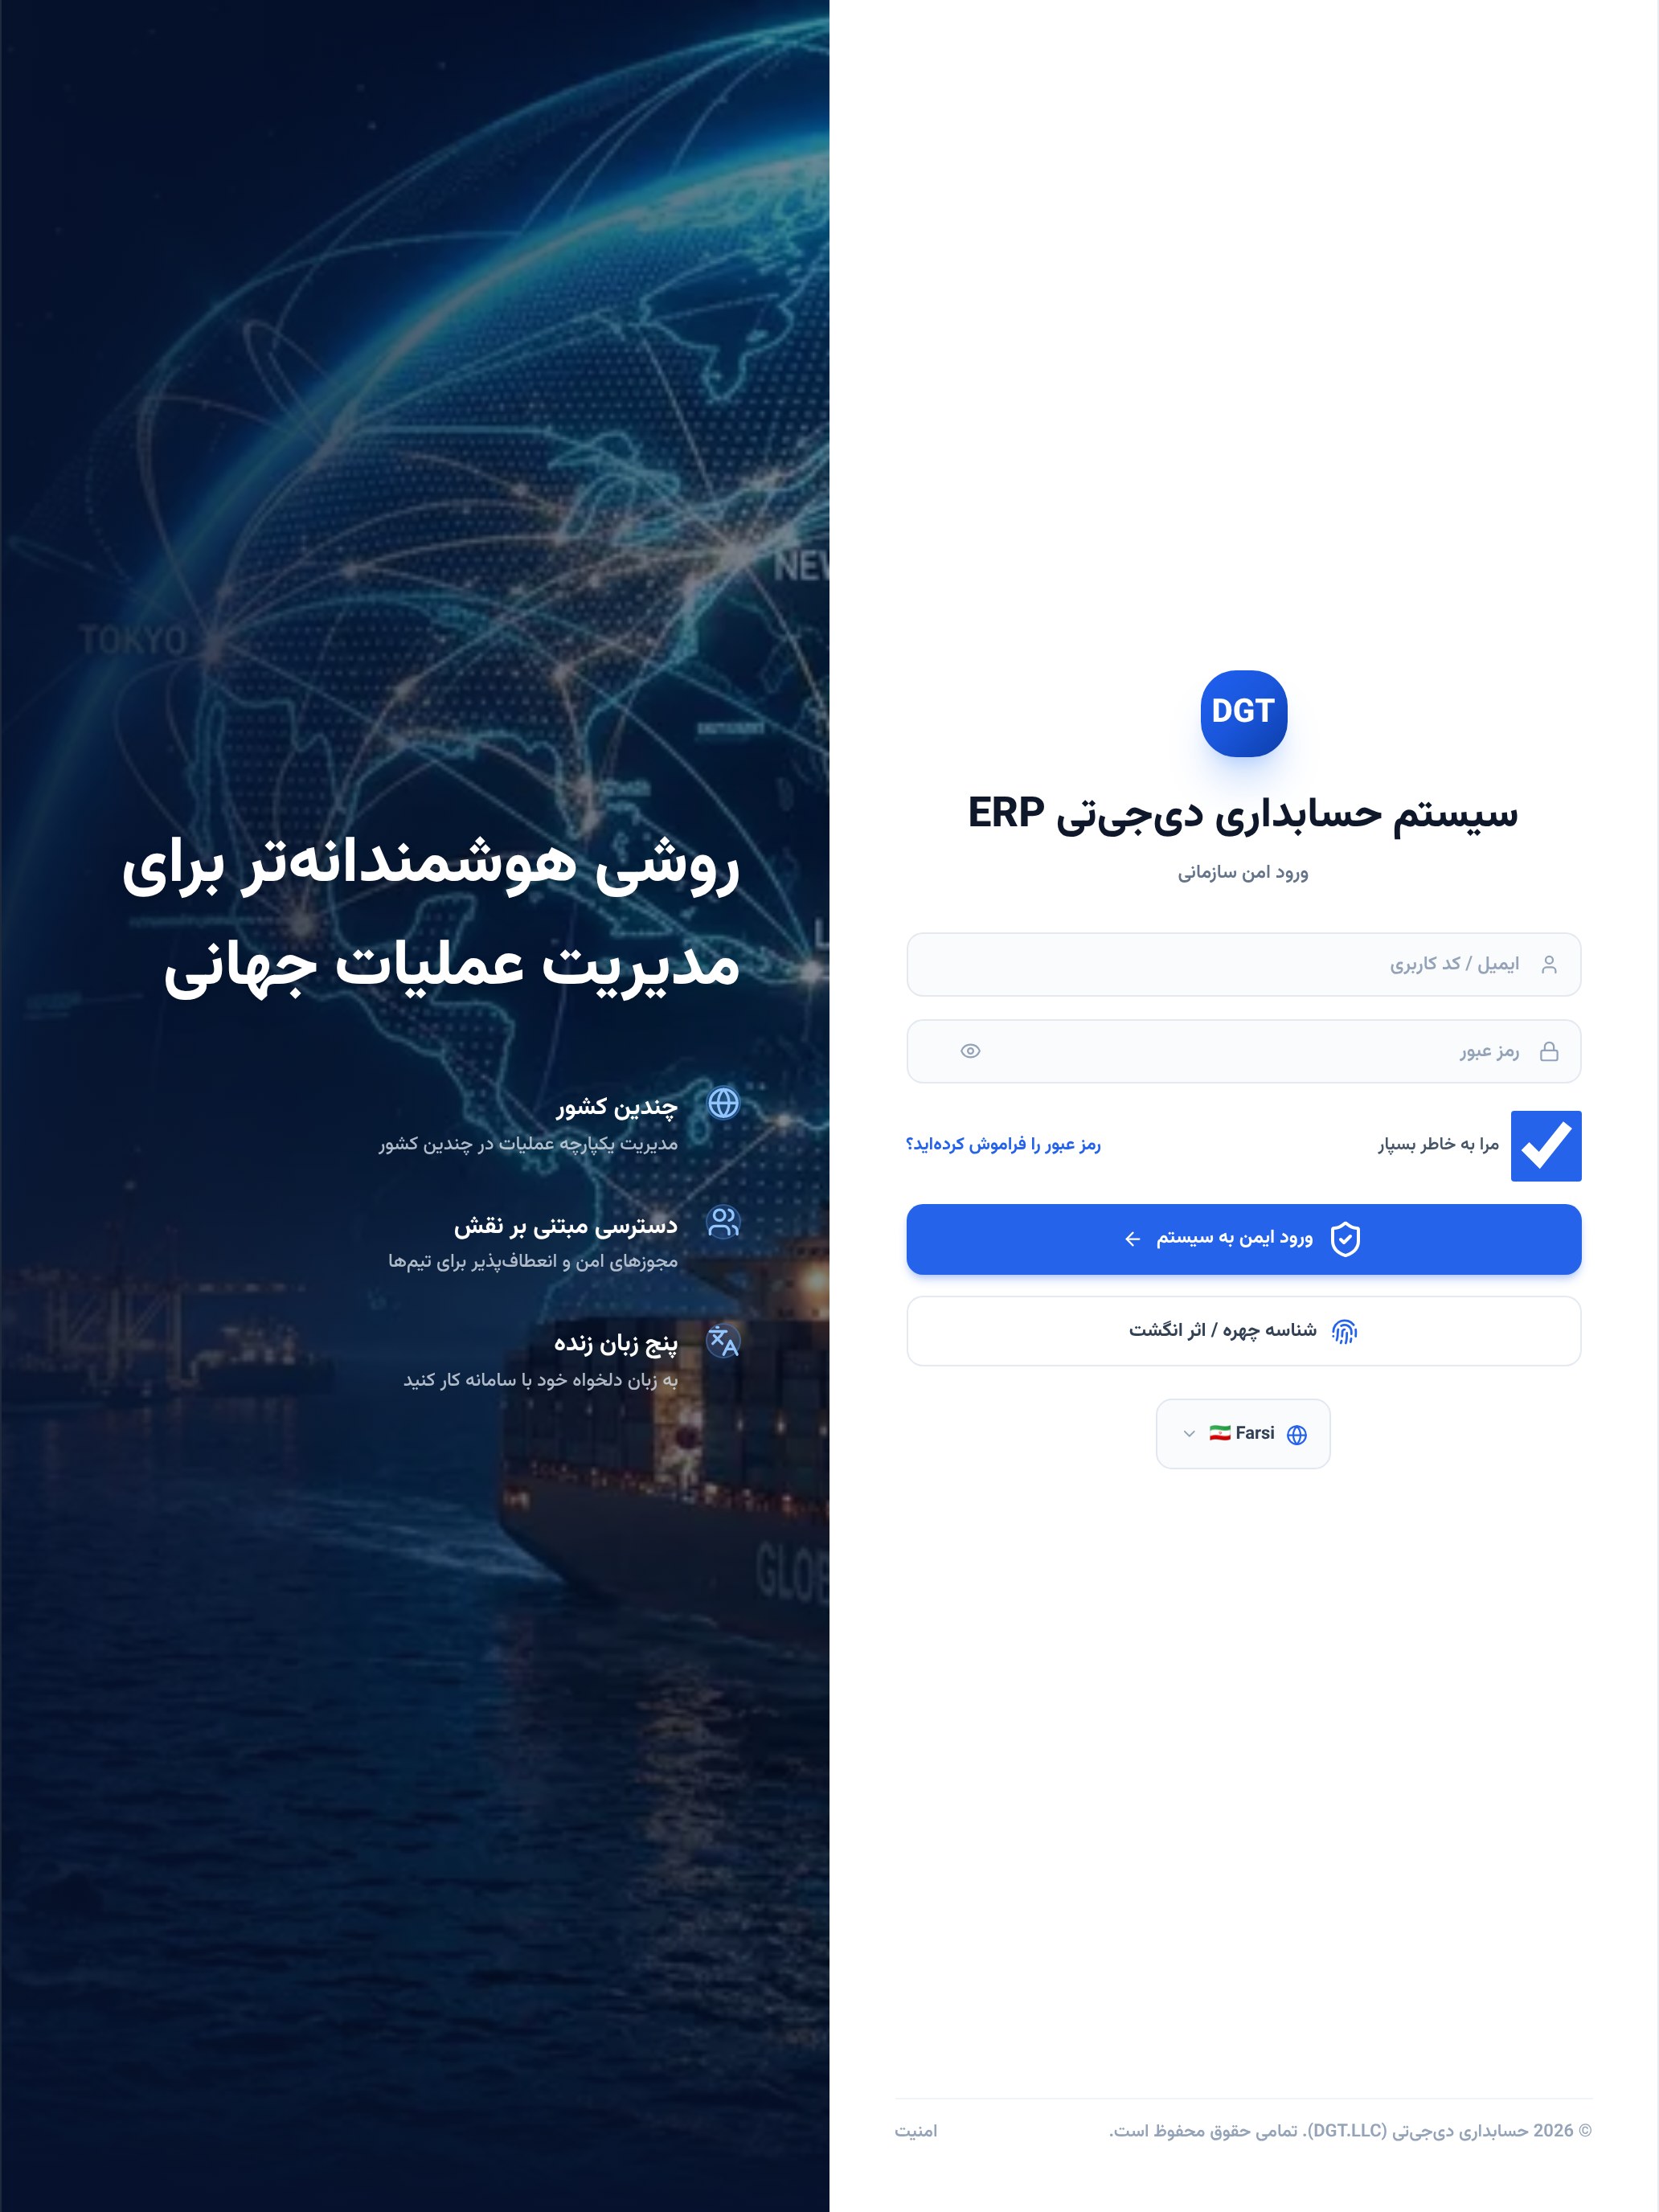 DGT
سیستم حسابداری دی‌جی‌تی ERP
ورود امن سازمانی
ایمیل / کد کاربری
رمز عبور
مرا به خاطر بسپار
رمز عبور را فراموش کرده‌اید؟
ورود ایمن به سیستم
شناسه چهره / اثر انگشت
Farsi
© 2026 حسابداری دی‌جی‌تی (DGT.LLC). تمامی حقوق محفوظ است.
امنیت
NEW
TOKYO
روشی هوشمندانه‌تر برای
مدیریت عملیات جهانی
چندین کشور
مدیریت یکپارچه عملیات در چندین کشور
دسترسی مبتنی بر نقش
مجوزهای امن و انعطاف‌پذیر برای تیم‌ها
پنج زبان زنده
به زبان دلخواه خود با سامانه کار کنید
GLOB